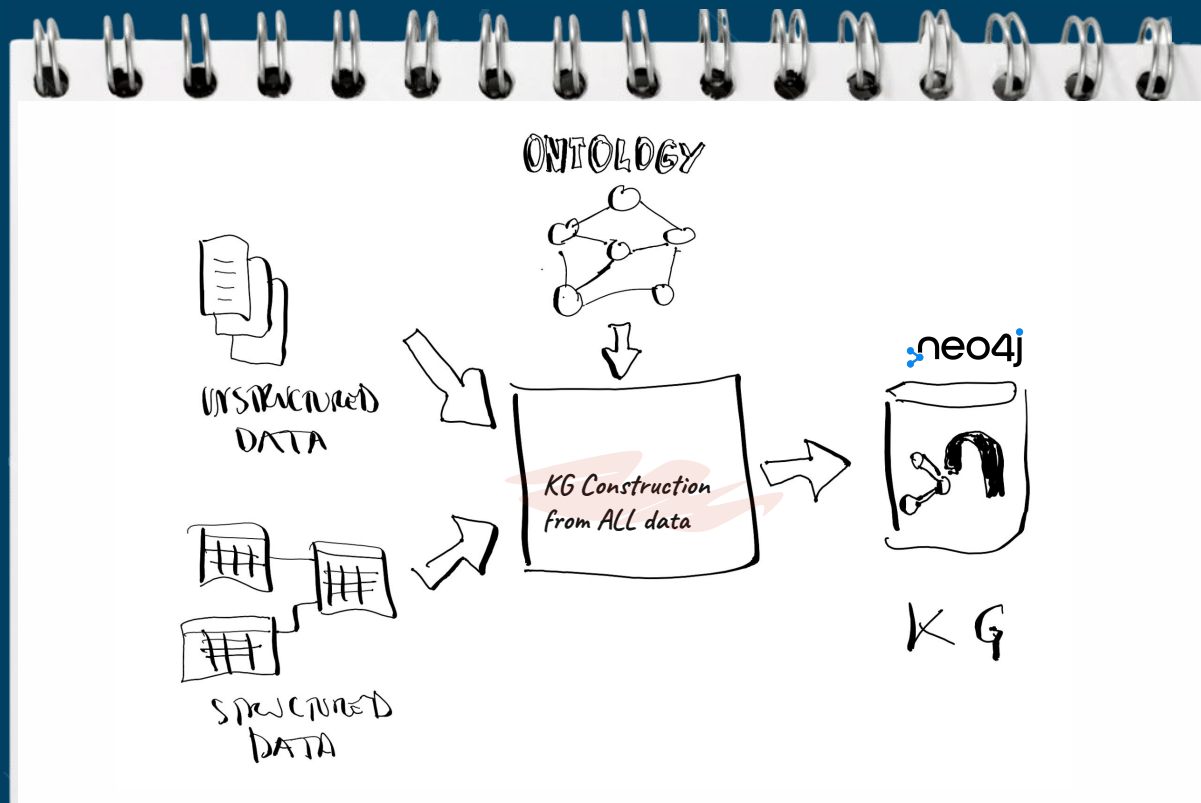 ONTOLOGY
UNSTRUCTURED
DATA
neo4j
KG Construction
from ALL data
KG
STRUCTURED
DATA